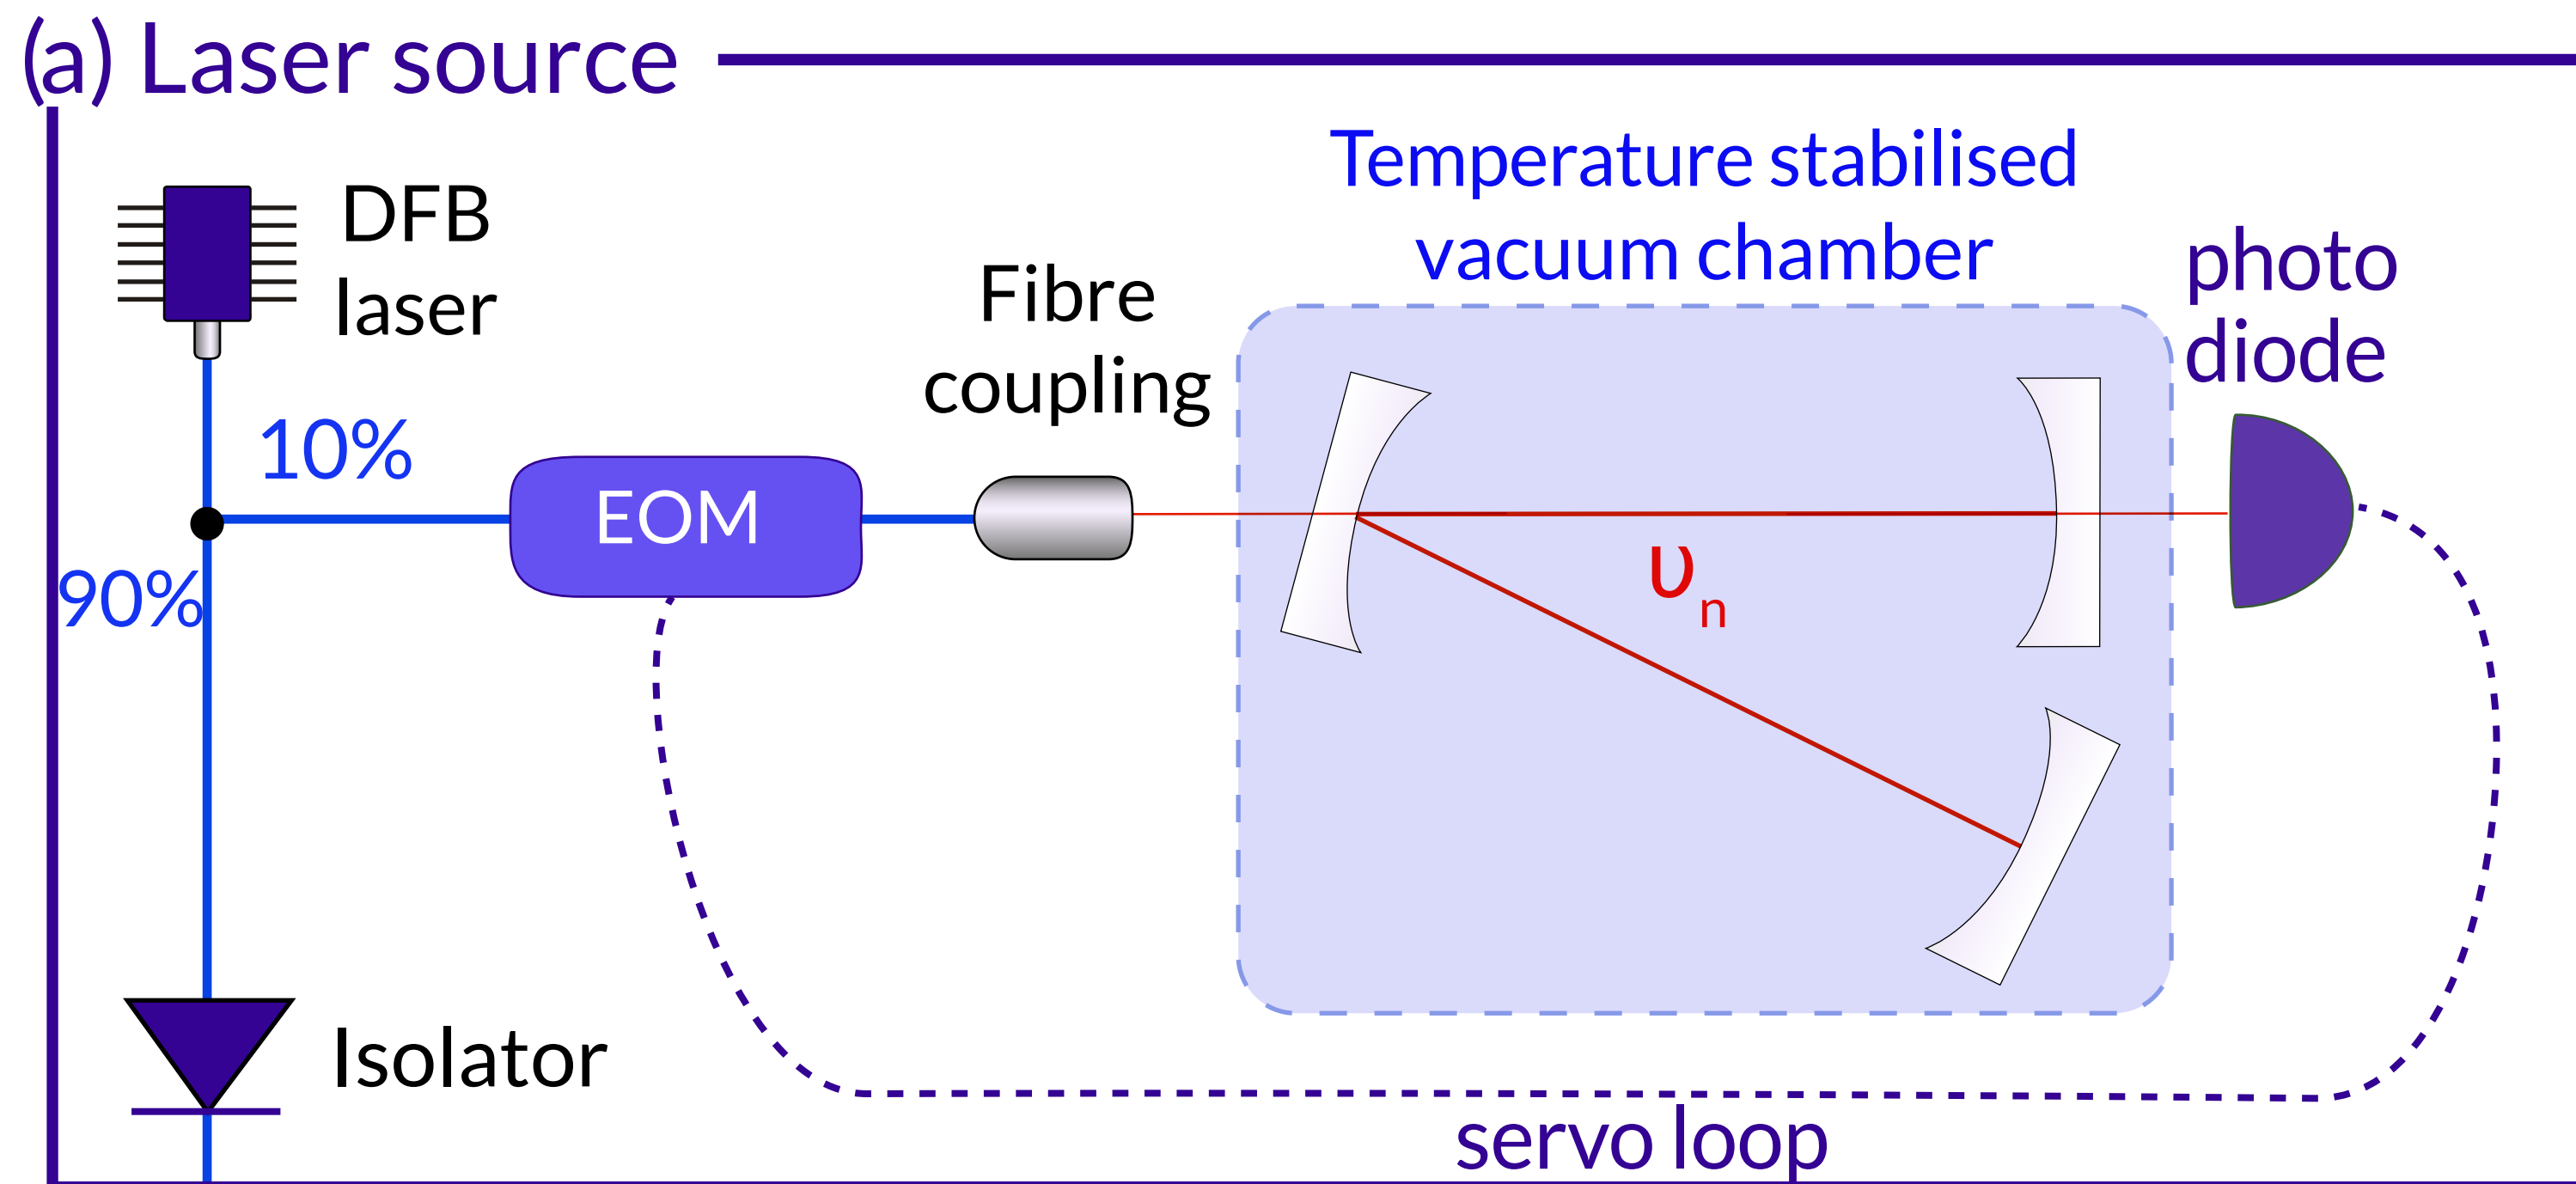 (a) Laser source
DFB
laser
10%
90%
EOM
Fibre
coupling
Temperature stabilised
vacuum chamber
photo
diode
υn
Isolator
servo loop